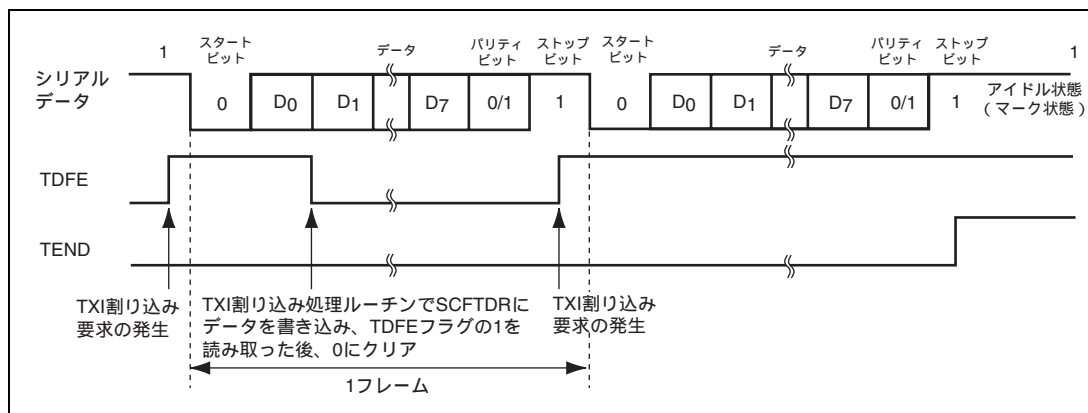 1
スタート
ビット
データ
パリティ
ビット
ストップ
ビット
スタート
ビット
データ
パリティ
ビット
ストップ
ビット
1
シリアル
データ
0
D0
D1
D7
0/1
1
0
D0
D1
D7
0/1
1
アイドル状態
(マーク状態)
TDFE
TEND
TXI割り込み
要求の発生
TXI割り込み処理ルーチンでSCFTDRに
データを書き込み、TDFEフラグの1を
読み取った後、0にクリア
TXI割り込み
要求の発生
1フレーム